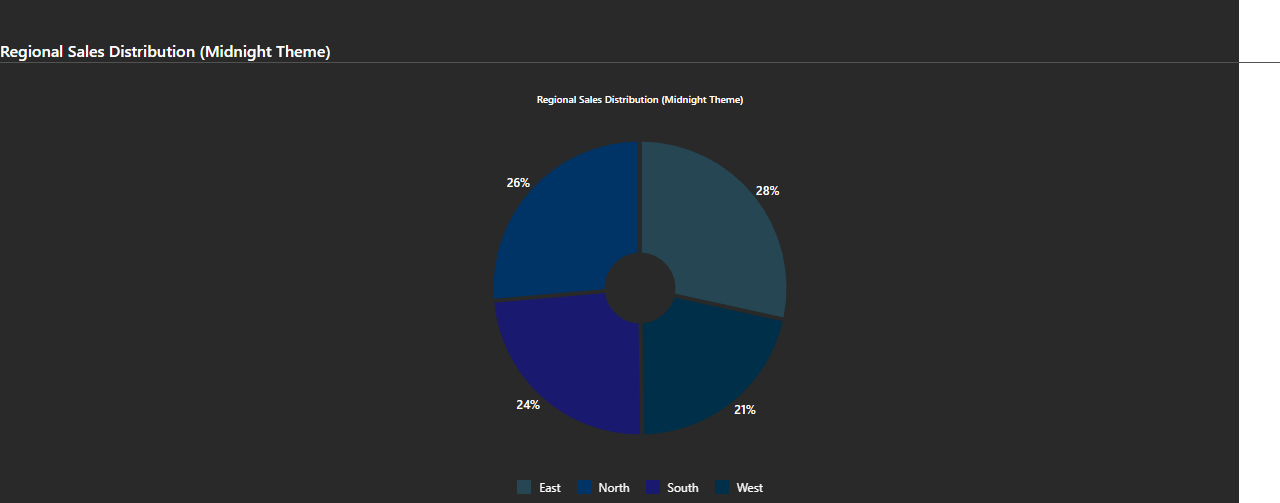 Regional Sales Distribution (Midnight Theme)
Regional Sales Distribution (Midnight Theme)
26%
28%
24%
21%
East North South West